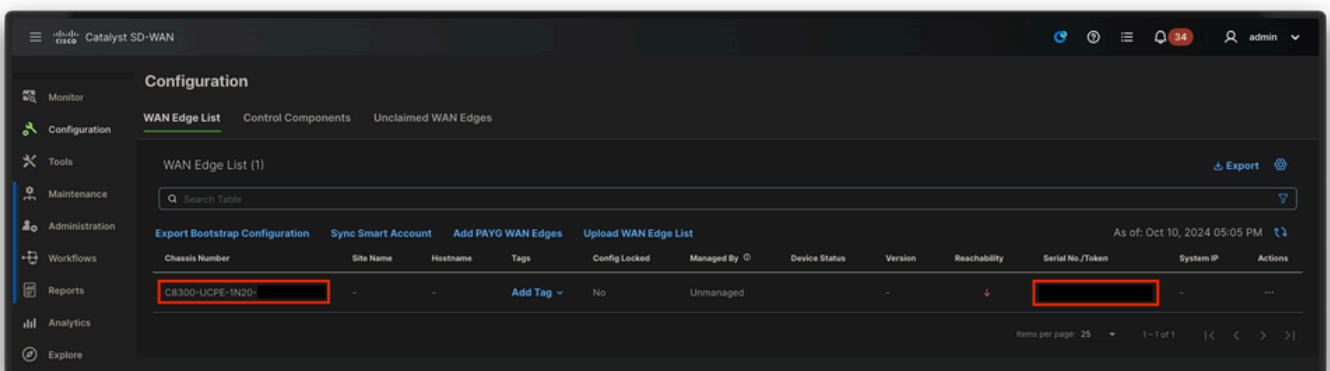 cisco Catalyst SD-WAN 34 admin
Configuration
Monitor
Configuration
Tools
Maintenance
Administration
Workflows
Reports
Analytics
Explore
WAN Edge List Control Components Unclaimed WAN Edges
WAN Edge List (1) Export
Search Table
Export Bootstrap Configuration Sync Smart Account Add PAYG WAN Edges Upload WAN Edge List As of: Oct 10, 2024 05:05 PM
Chassis Number Site Name Hostname Tags Config Locked Managed By Device Status Version Reachability Serial No./Token System IP Actions
C8300-UCPE-1N20- - - Add Tag No Unmanaged - - ...
Items per page: 25 1 – 1 of 1 |< < > >|